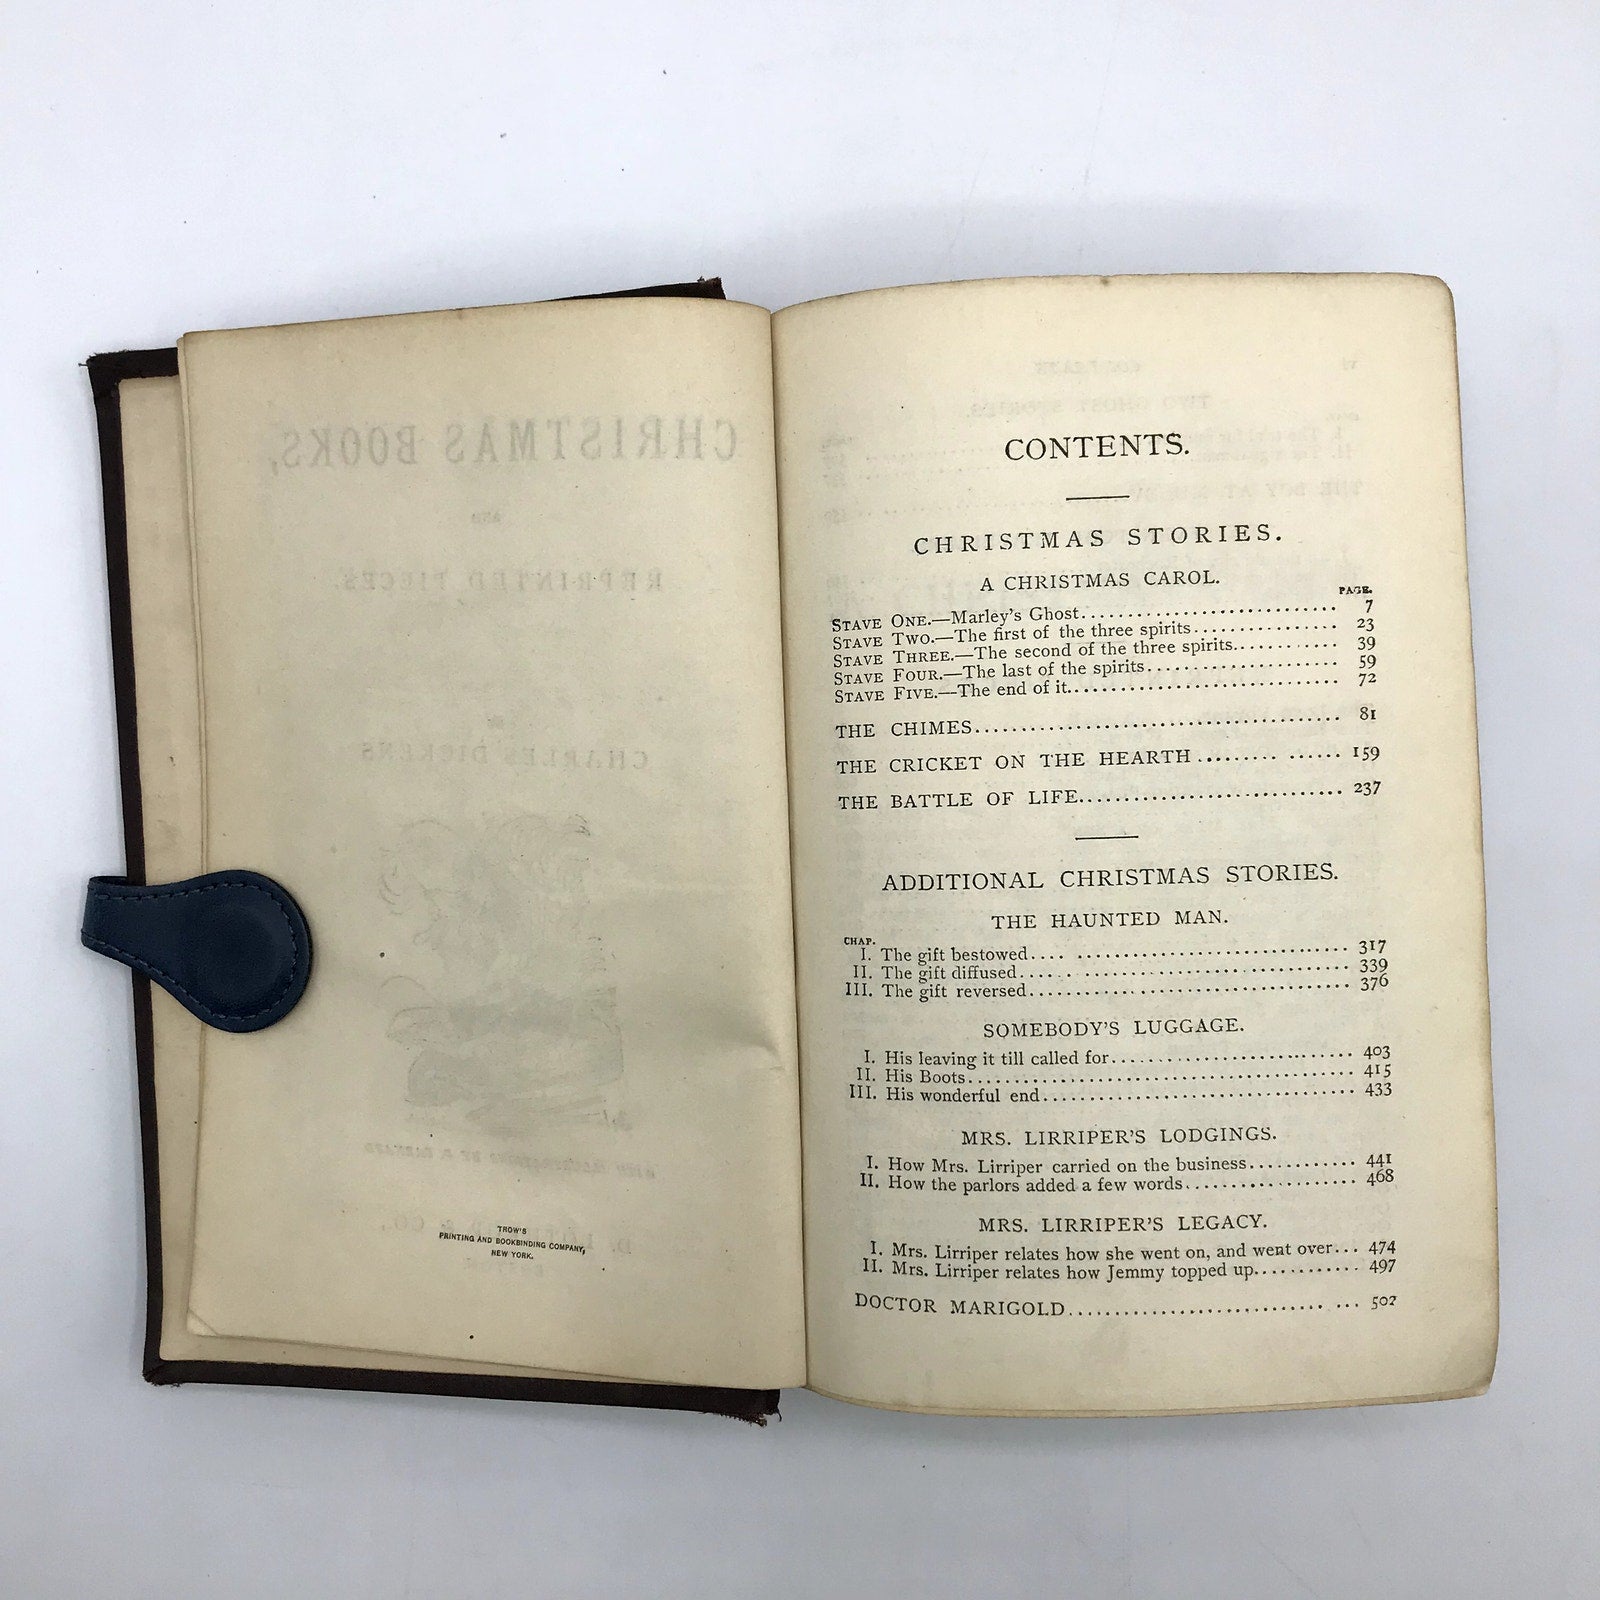 CHRISTMAS BOOKS,
AND
REPRINTED PIECES.
CHARLES DICKENS
TROW'S
PRINTING AND BOOKBINDING COMPANY,
NEW YORK.
CONTENTS.
CHRISTMAS STORIES.
A CHRISTMAS CAROL.
PAGE.
STAVE ONE.—Marley's Ghost............................ 7
STAVE TWO.—The first of the three spirits................ 23
STAVE THREE.—The second of the three spirits............ 39
STAVE FOUR.—The last of the spirits..................... 59
STAVE FIVE.—The end of it.............................. 72
THE CHIMES......................................... 81
THE CRICKET ON THE HEARTH ......... ...... 159
THE BATTLE OF LIFE.............................. 237
ADDITIONAL CHRISTMAS STORIES.
THE HAUNTED MAN.
CHAP.
I. The gift bestowed.... .............................. 317
II. The gift diffused...... .............................. 339
III. The gift reversed.................................... 376
SOMEBODY'S LUGGAGE.
I. His leaving it till called for........................... 403
II. His Boots........................................... 415
III. His wonderful end................................... 433
MRS. LIRRIPER'S LODGINGS.
I. How Mrs. Lirriper carried on the business............ 441
II. How the parlors added a few words................... 468
MRS. LIRRIPER'S LEGACY.
I. Mrs. Lirriper relates how she went on, and went over... 474
II. Mrs. Lirriper relates how Jemmy topped up............ 497
DOCTOR MARIGOLD.......................... ... 502